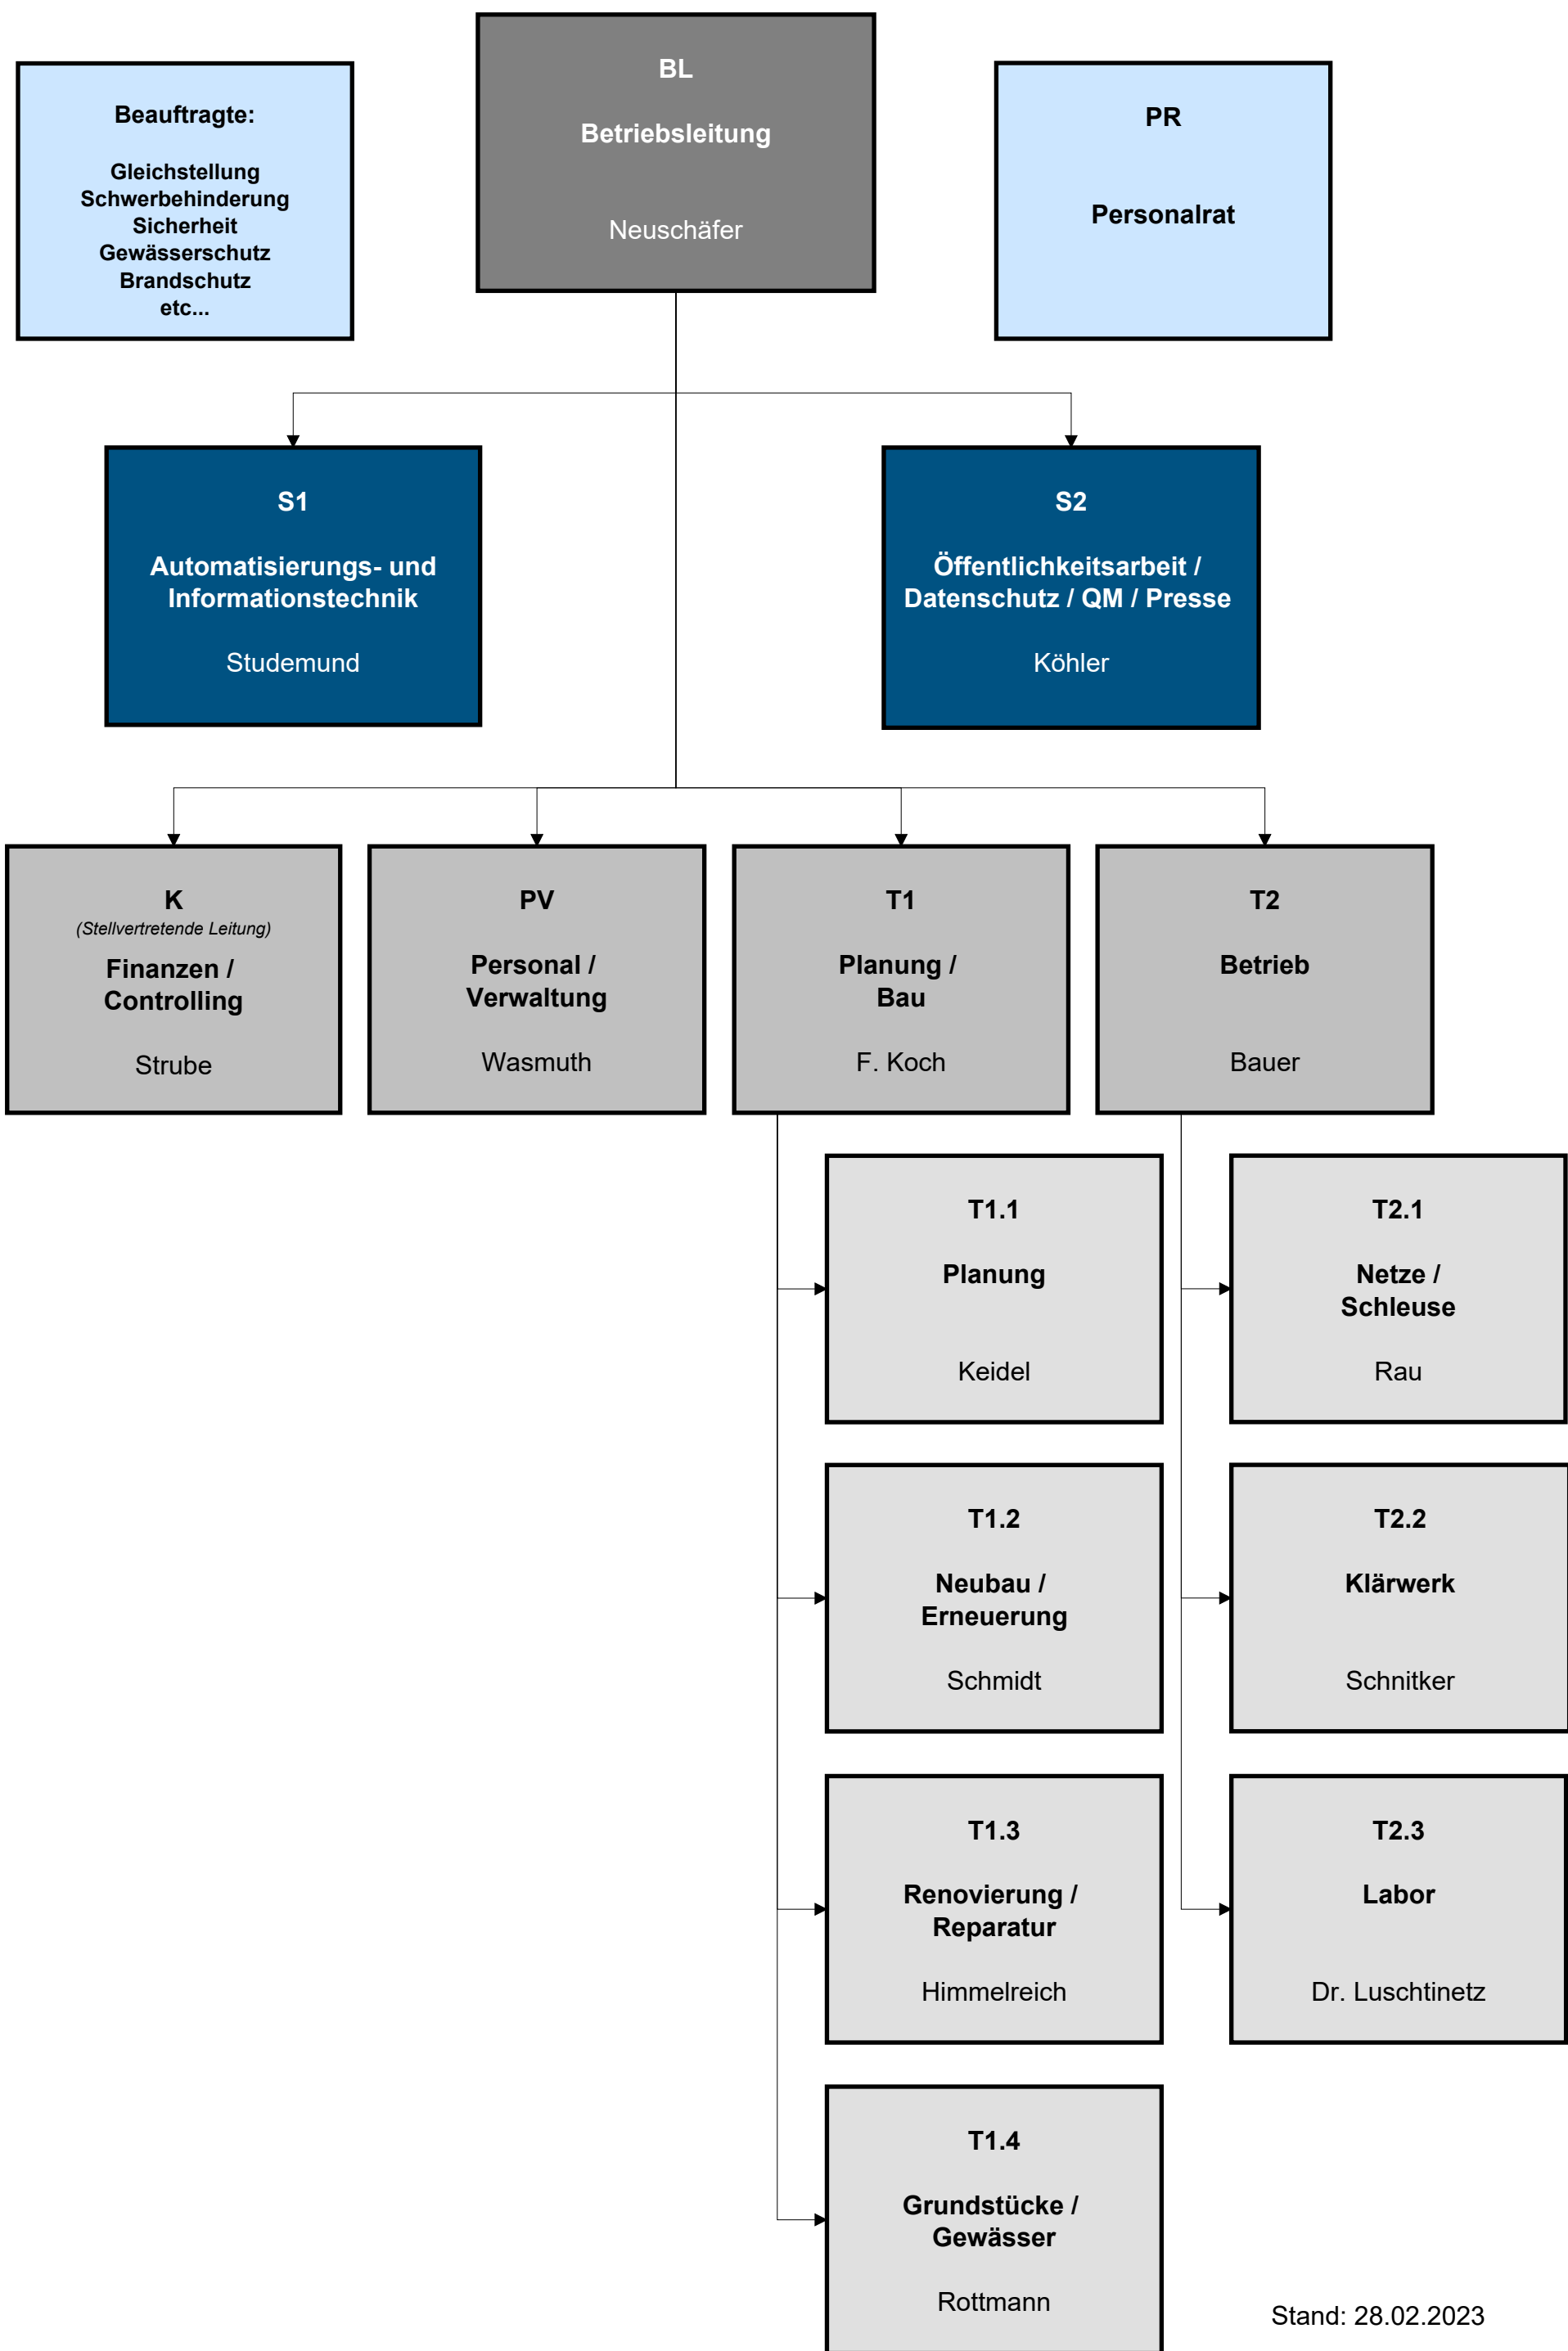 Beauftragte:
Gleichstellung
Schwerbehinderung
Sicherheit
Gewässerschutz
Brandschutz
etc...
BL
Betriebsleitung
Neuschäfer
PR
Personalrat
S1
Automatisierungs- und
Informationstechnik
Studemund
S2
Öffentlichkeitsarbeit /
Datenschutz / QM / Presse
Köhler
K
(Stellvertretende Leitung)
Finanzen /
Controlling
Strube
PV
Personal /
Verwaltung
Wasmuth
T1
Planung /
Bau
F. Koch
T2
Betrieb
Bauer
T1.1
Planung
Keidel
T2.1
Netze /
Schleuse
Rau
T1.2
Neubau /
Erneuerung
Schmidt
T2.2
Klärwerk
Schnitker
T1.3
Renovierung /
Reparatur
Himmelreich
T2.3
Labor
Dr. Luschtinetz
T1.4
Grundstücke /
Gewässer
Rottmann
Stand: 28.02.2023